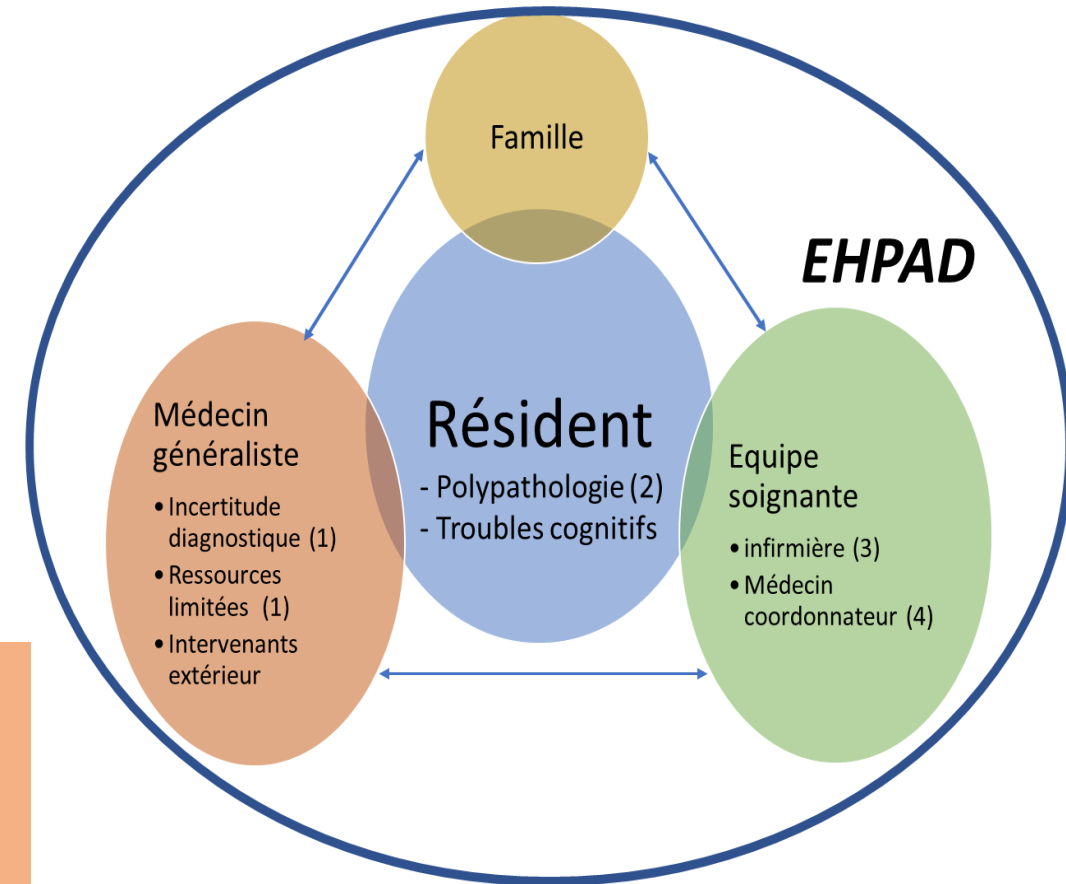 Famille
EHPAD
Résident
- Polypathologie (2)
- Troubles cognitifs
Médecin
généraliste
• Incertitude
diagnostique (1)
• Ressources
limitées (1)
• Intervenants
extérieur
Equipe
soignante
• infirmière (3)
• Médecin
coordonnateur (4)